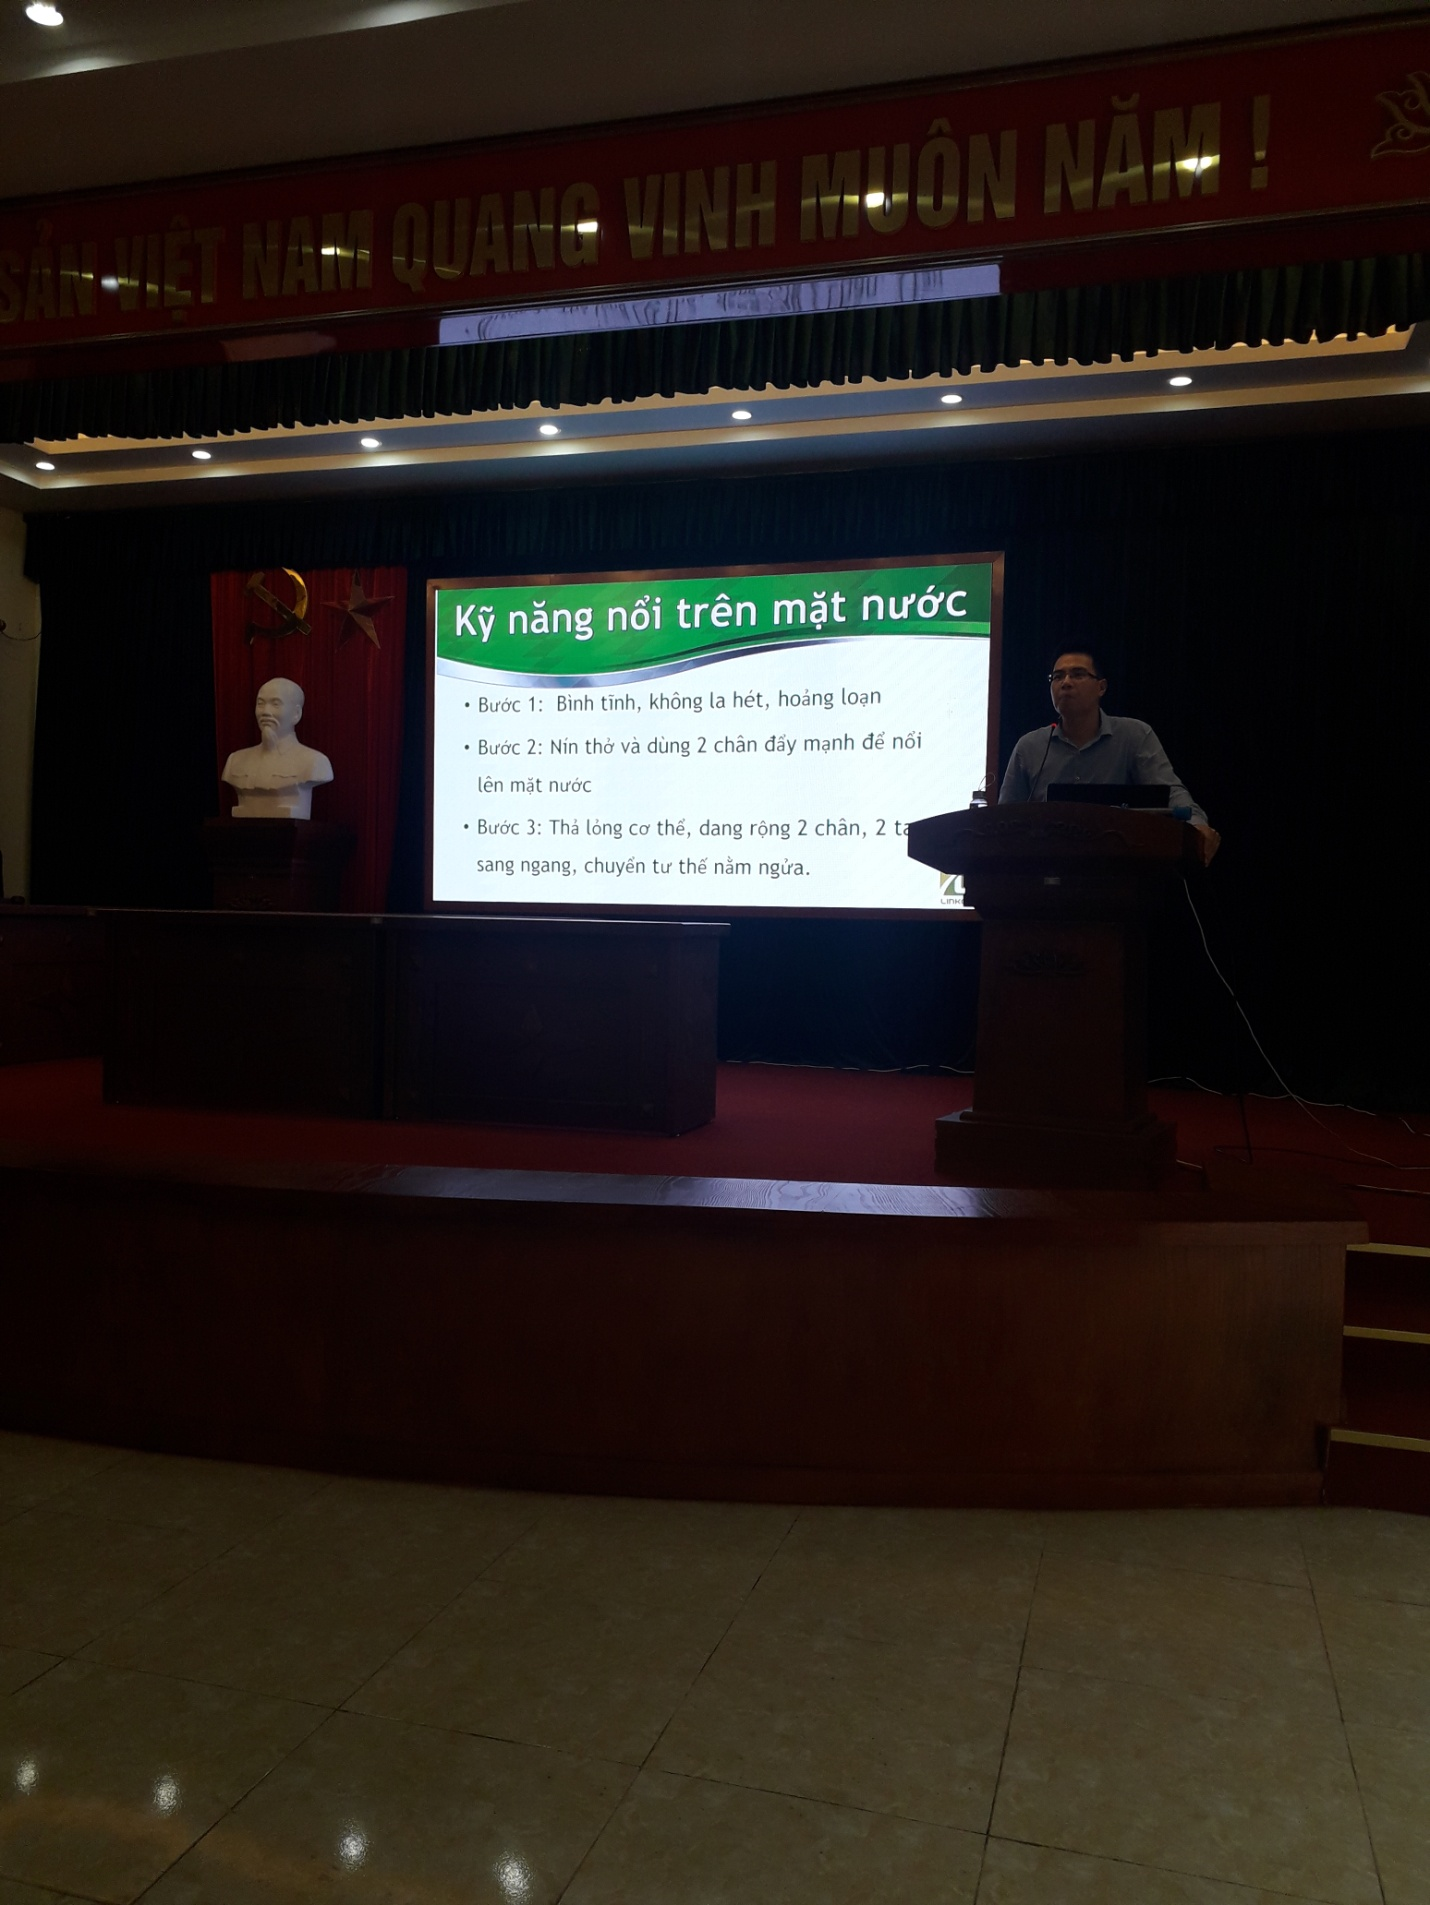 SẢN VIỆT NAM QUANG VINH MUÔN NĂM !
Kỹ năng nổi trên mặt nước
• Bước 1: Bình tĩnh, không la hét, hoảng loạn
• Bước 2: Nín thở và dùng 2 chân đẩy mạnh để nổi
lên mặt nước
• Bước 3: Thả lỏng cơ thể, dang rộng 2 chân, 2
sang ngang, chuyển tư thế nằm ngửa.